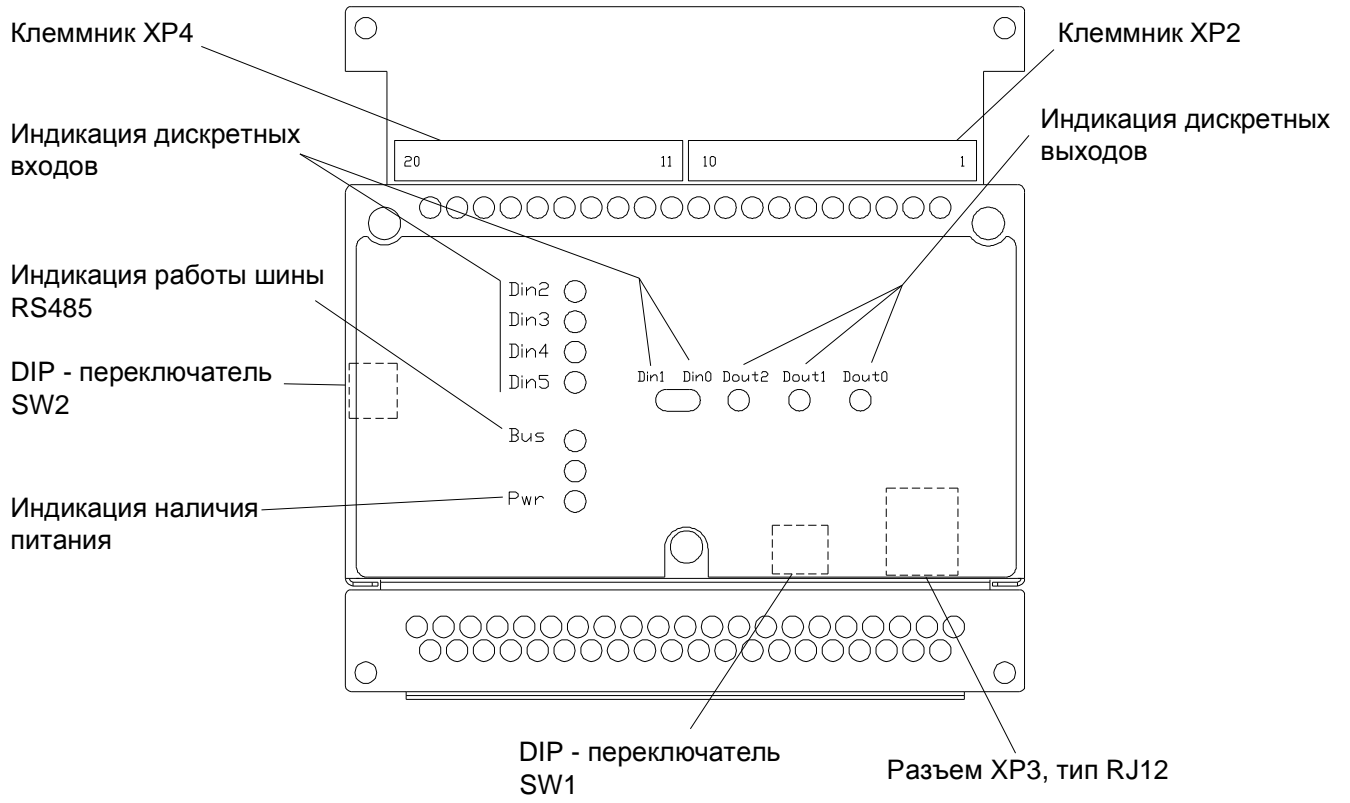 Клеммник XP4
Клеммник XP2
Индикация дискретных
входов
Индикация дискретных
выходов
20
11
10
1
Индикация работы шины
RS485
Din2
Din3
Din4
Din5
DIP - переключатель
SW2
Din1
Din0
Dout2
Dout1
Dout0
Bus
Индикация наличия
питания
Pwr
DIP - переключатель
SW1
Разъем XP3, тип RJ12